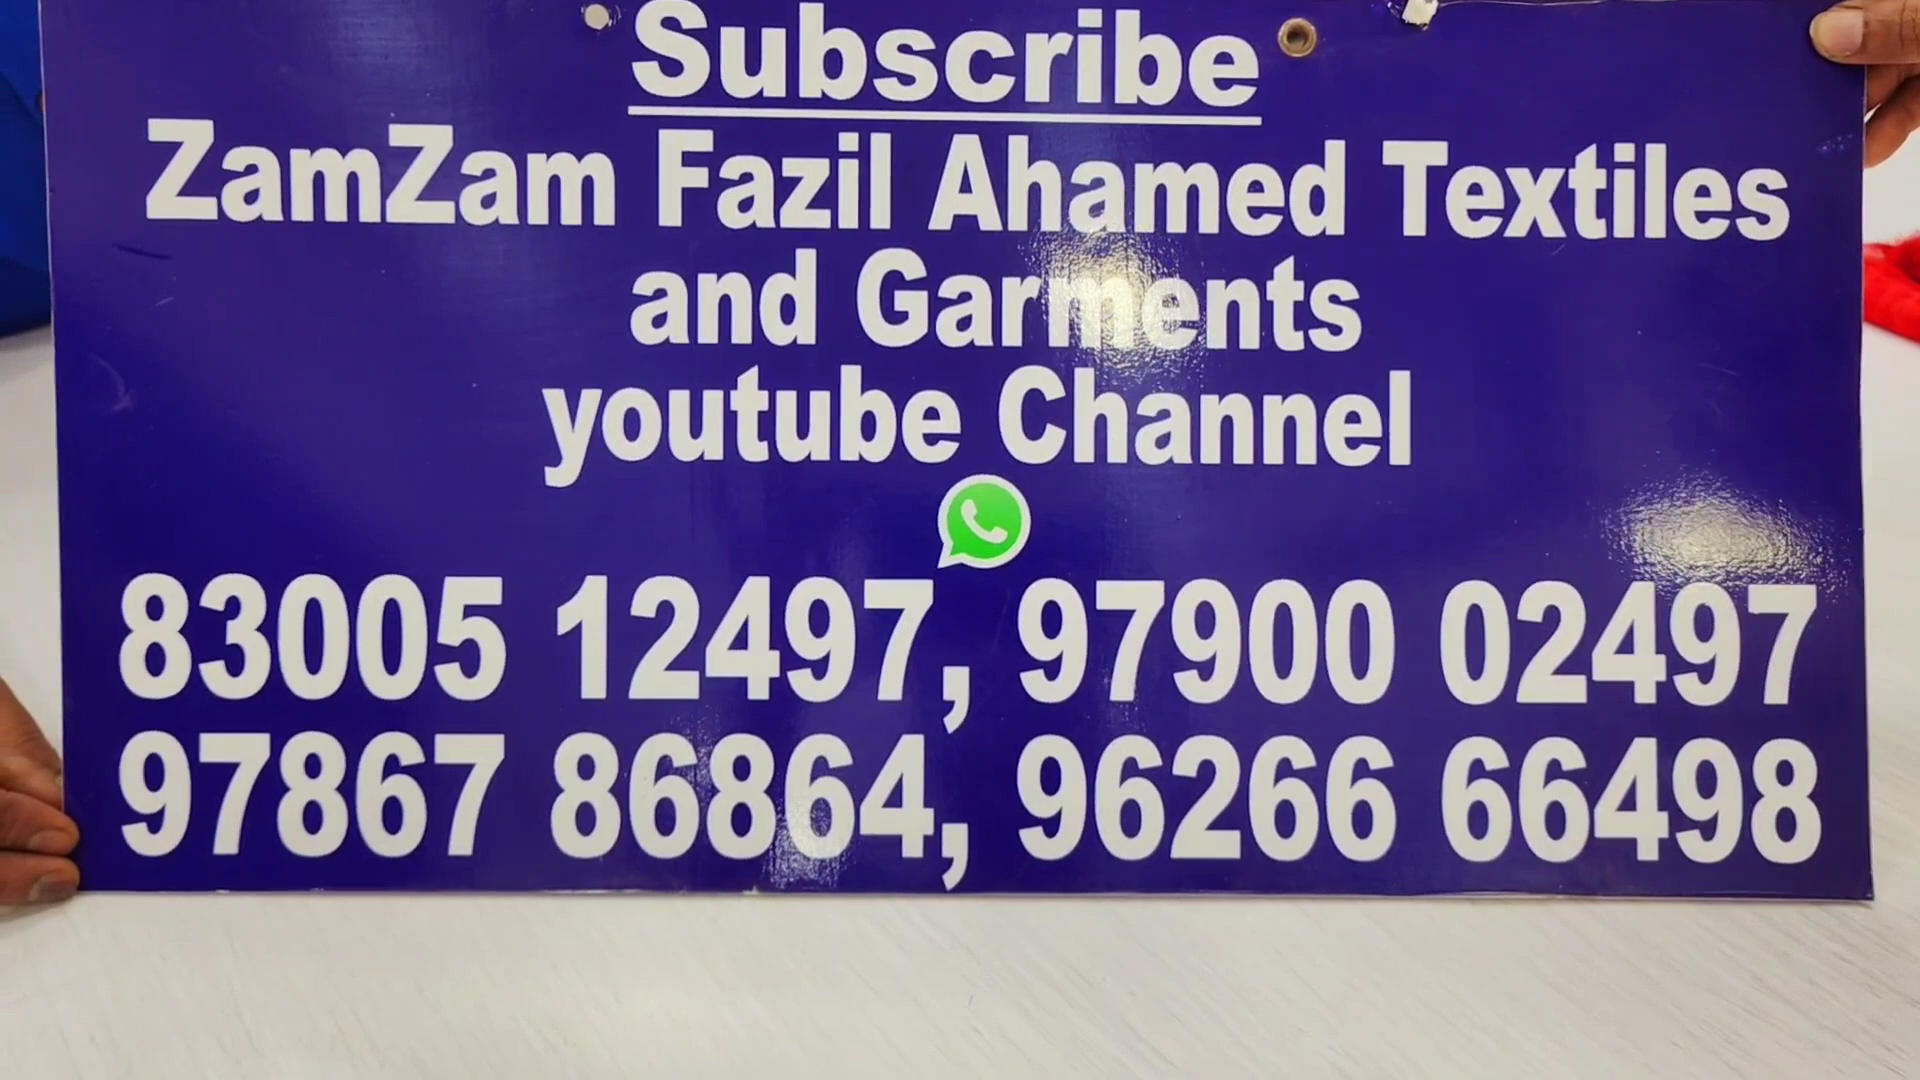 Subscribe
ZamZam Fazil Ahamed Textiles
and Garments
youtube Channel
83005 12497, 97900 02497
97867 86864, 96266 66498